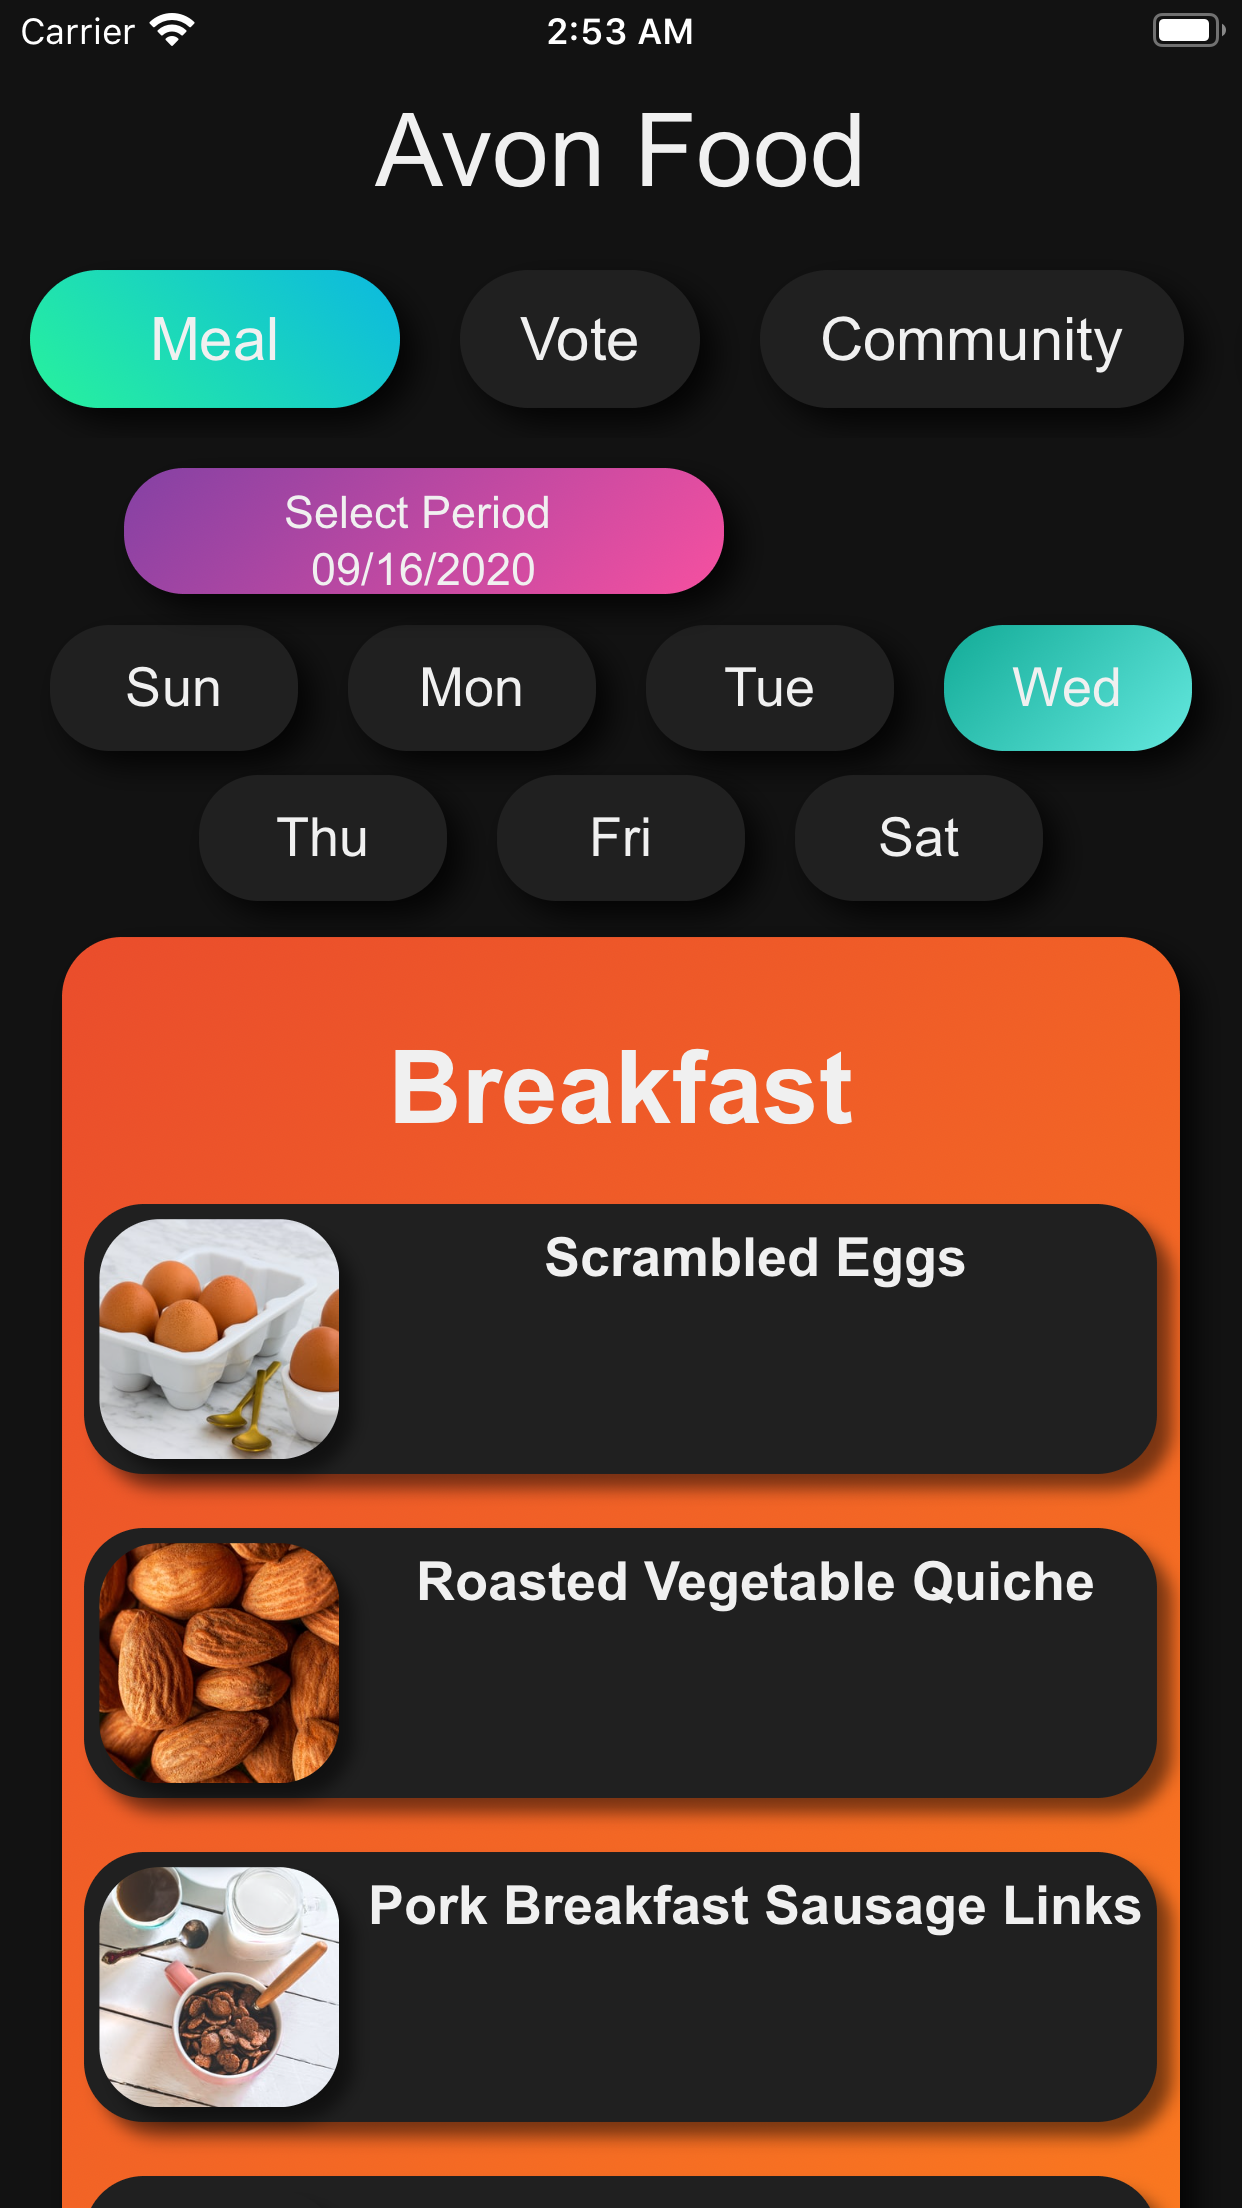 Carrier 2:53 AM
Avon Food
Meal Vote Community
Select Period
09/16/2020
Sun Mon Tue Wed
Thu Fri Sat
Breakfast
Scrambled Eggs
Roasted Vegetable Quiche
Pork Breakfast Sausage Links